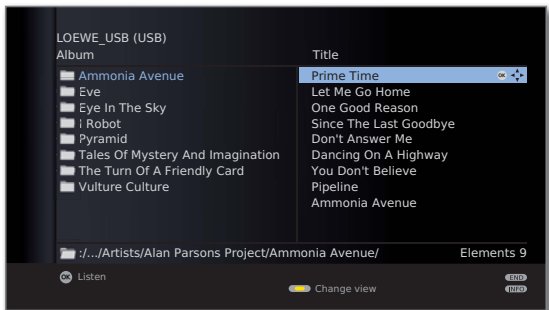 LOEWE_USB (USB)
Album Title
Ammonia Avenue
Eve
Eye In The Sky
i Robot
Pyramid
Tales Of Mystery And Imagination
The Turn Of A Friendly Card
Vulture Culture
Prime Time OK
Let Me Go Home
One Good Reason
Since The Last Goodbye
Don't Answer Me
Dancing On A Highway
You Don't Believe
Pipeline
Ammonia Avenue
:/.../Artists/Alan Parsons Project/Ammonia Avenue/ Elements 9
OK Listen END
Change view INFO